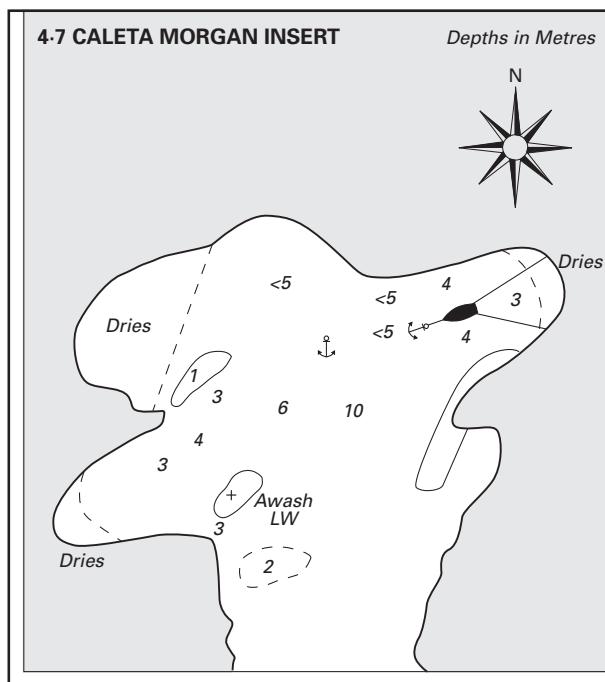 4·7 CALETA MORGAN INSERT
Depths in Metres
N
<5
4
Dries
<5
3
Dries
<5
4
1
3
6
10
4
3
Awash
LW
3
Dries
2